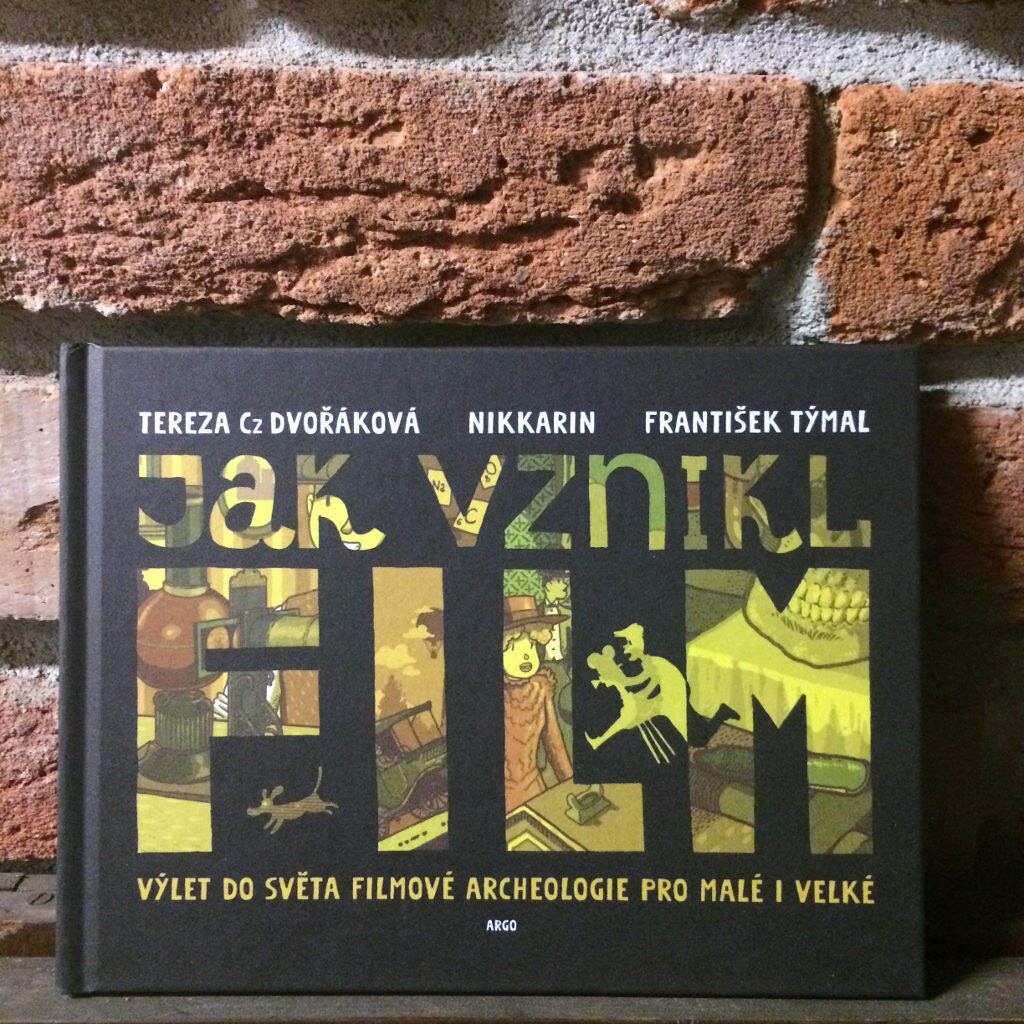 TEREZA Cz DVOŘÁKOVÁ NIKKARIN FRANTIŠEK TÝMAL
Jak vznikl
FILM
VÝLET DO SVĚTA FILMOVÉ ARCHEOLOGIE PRO MALÉ I VELKÉ
ARGO